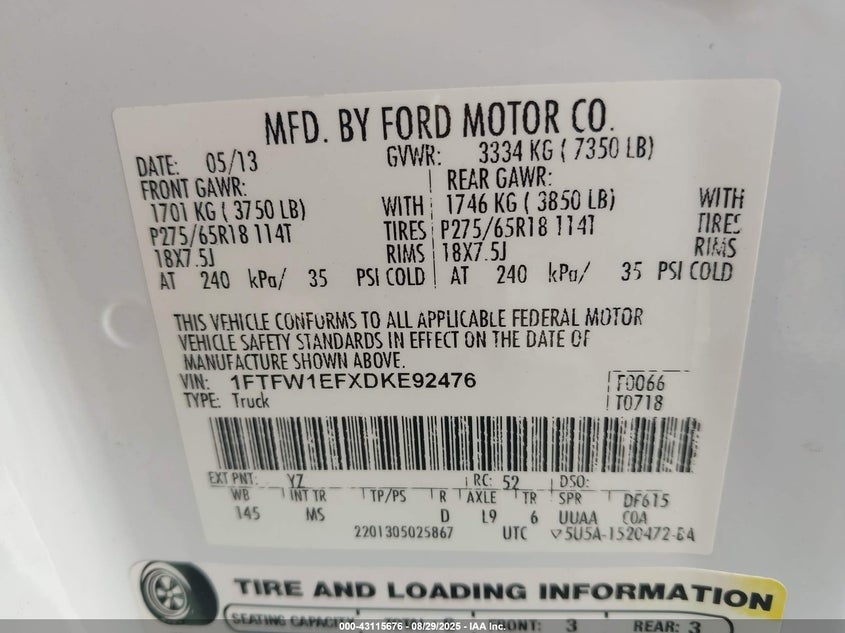 MFD. BY FORD MOTOR CO.
DATE: 05/13 GVWR: 3334 KG ( 7350 LB)
FRONT GAWR: REAR GAWR:
1701 KG ( 3750 LB) WITH 1746 KG ( 3850 LB) WITH
P275/65R18 114T TIRES P275/65R18 114T TIRES
18X7.5J RIMS 18X7.5J RIMS
AT 240 kPa/ 35 PSI COLD AT 240 kPa/ 35 PSI COLD
THIS VEHICLE CONFORMS TO ALL APPLICABLE FEDERAL MOTOR
VEHICLE SAFETY STANDARDS IN EFFECT ON THE DATE OF
MANUFACTURE SHOWN ABOVE.
VIN: 1FTFW1EFXDKE92476 T0066
TYPE: Truck T0718
EXT PNT: YZ RC: 52 DSO:
WB INT TR TP/PS R AXLE TR SPR DF615
145 MS D L9 6 UUAA COA
2201305025867 UTC 5U5A-1520472-BA
TIRE AND LOADING INFORMATION
SEATING CAPACITY 3 REAR: 3
000-43115676 - 08/29/2025 - IAA Inc.